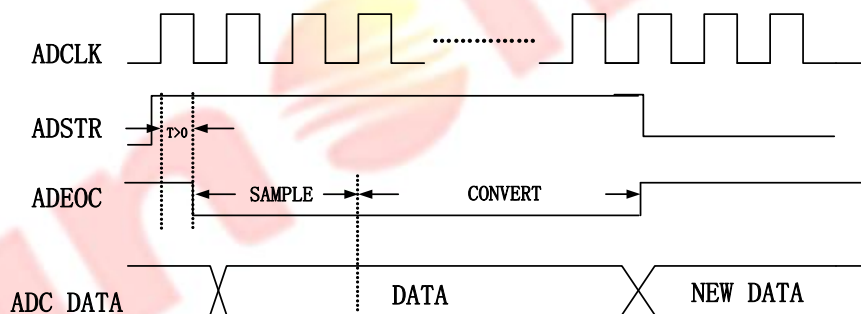 ADCLK
ADSTR
T>0
ADEOC
SAMPLE
CONVERT
ADC DATA
DATA
NEW DATA